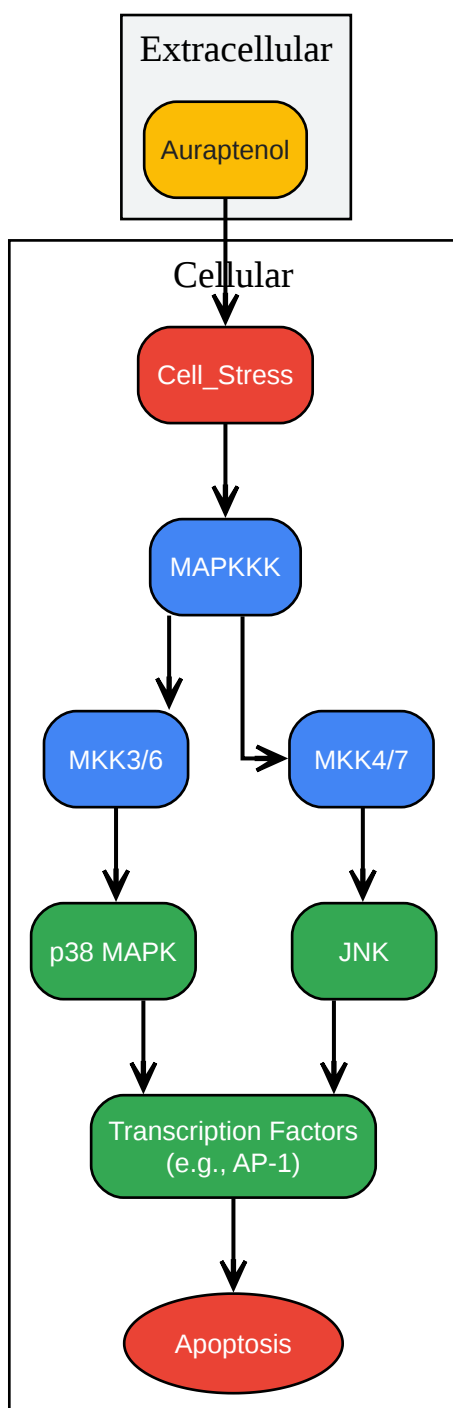 Extracellular
Auraptenol
Cellular
Cell_Stress
MAPKKK
MKK3/6
MKK4/7
p38 MAPK
JNK
Transcription Factors
(e.g., AP-1)
Apoptosis